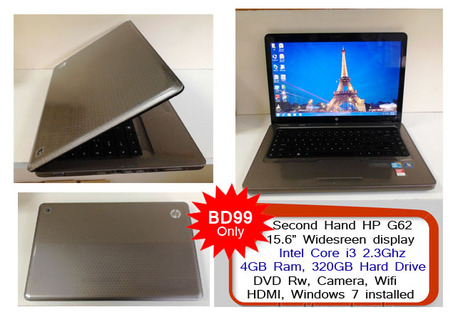 BD99
Only
Second Hand HP G62
15.6" Widesreen display
Intel Core i3 2.3Ghz
4GB Ram, 320GB Hard Drive
DVD Rw, Camera, Wifi
HDMI, Windows 7 installed